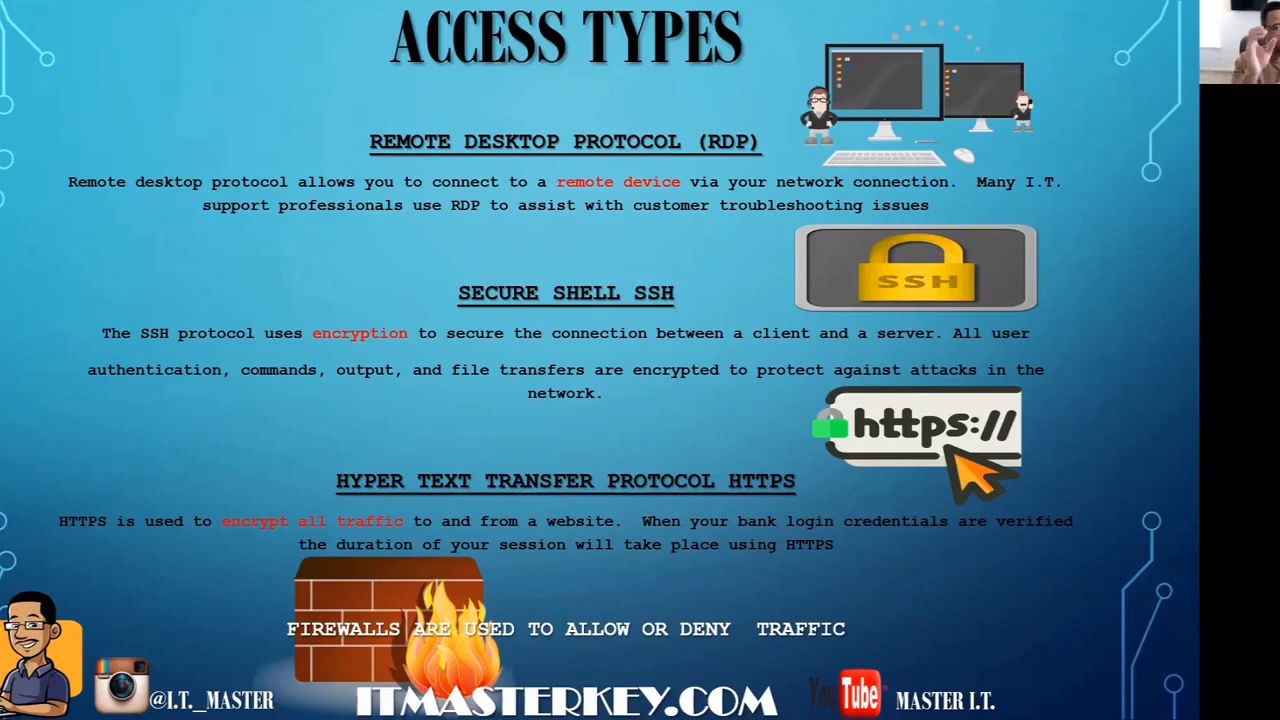 ACCESS TYPES
REMOTE DESKTOP PROTOCOL (RDP)
Remote desktop protocol allows you to connect to a remote device via your network connection. Many I.T.
support professionals use RDP to assist with customer troubleshooting issues
SSH
SECURE SHELL SSH
The SSH protocol uses encryption to secure the connection between a client and a server. All user
authentication, commands, output, and file transfers are encrypted to protect against attacks in the
network.
https://
HYPER TEXT TRANSFER PROTOCOL HTTPS
HTTPS is used to encrypt all traffic to and from a website. When your bank login credentials are verified
the duration of your session will take place using HTTPS
FIREWALLS ARE USED TO ALLOW OR DENY TRAFFIC
@I.T._MASTER
ITMASTERKEY.COM
YouTube
MASTER I.T.